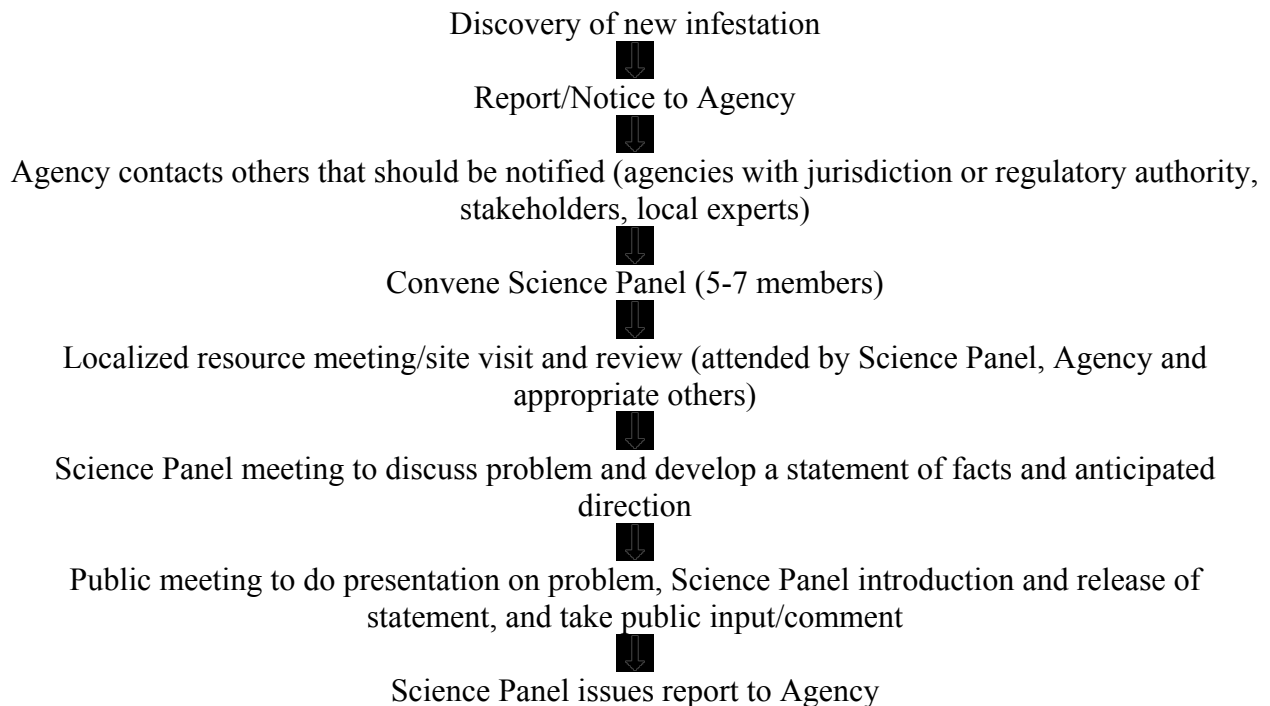 Discovery of new infestation
Report/Notice to Agency
Agency contacts others that should be notified (agencies with jurisdiction or regulatory authority,
stakeholders, local experts)
Convene Science Panel (5-7 members)
Localized resource meeting/site visit and review (attended by Science Panel, Agency and
appropriate others)
Science Panel meeting to discuss problem and develop a statement of facts and anticipated
direction
Public meeting to do presentation on problem, Science Panel introduction and release of
statement, and take public input/comment
Science Panel issues report to Agency